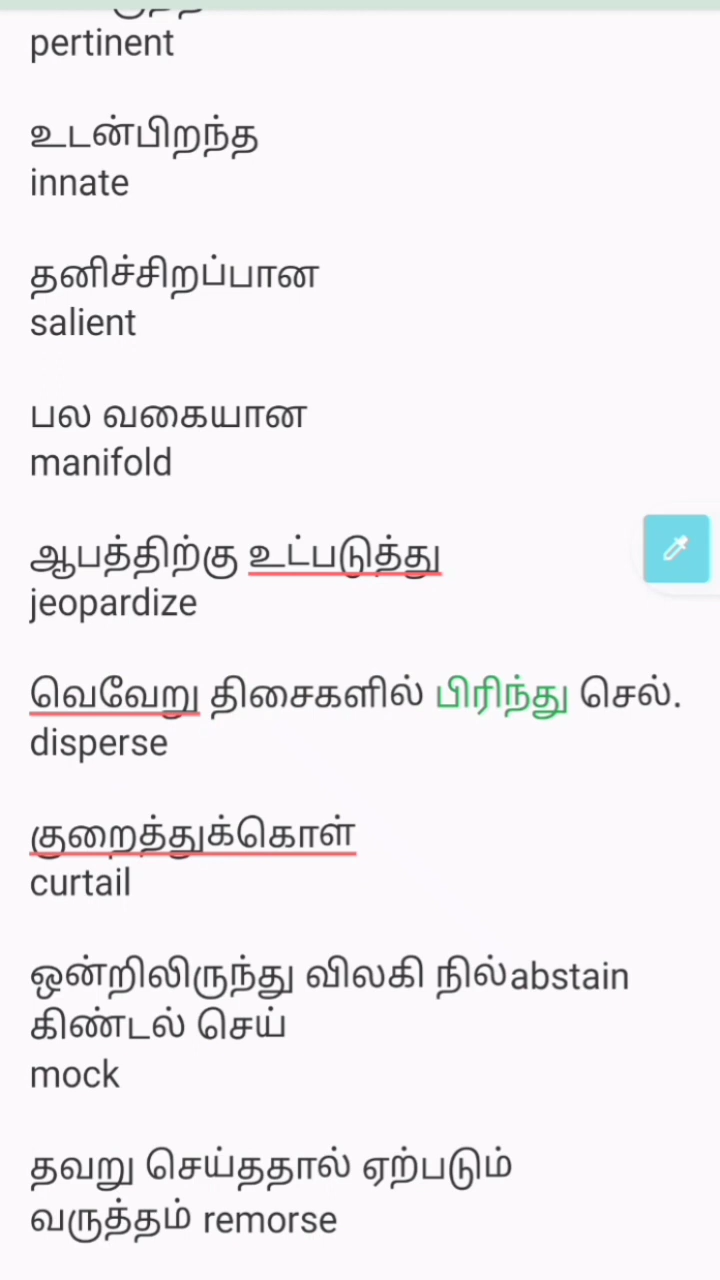 pertinent
உடன்பிறந்த
innate
தனிச்சிறப்பான
salient
பல வகையான
manifold
ஆபத்திற்கு உட்படுத்து
jeopardize
வெவேறு திசைகளில் பிரிந்து செல்.
disperse
குறைத்துக்கொள்
curtail
ஒன்றிலிருந்து விலகி நில்abstain
கிண்டல் செய்
mock
தவறு செய்ததால் ஏற்படும்
வருத்தம் remorse